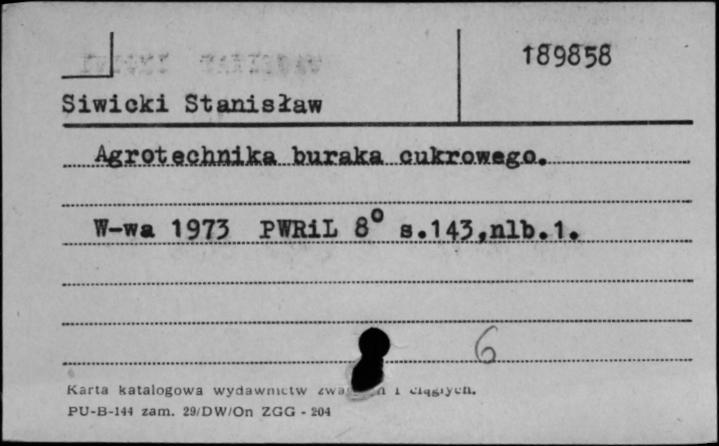 189858
Siwicki Stanisław
Agrotechnika buraka cukrowego.
W-wa 1973 PWRiL 8° s.143,nlb.1.
6
Karta katalogowa wydawnictw i ciągłych.
PU-B-144 zam. 29/DW/On ZGG - 204